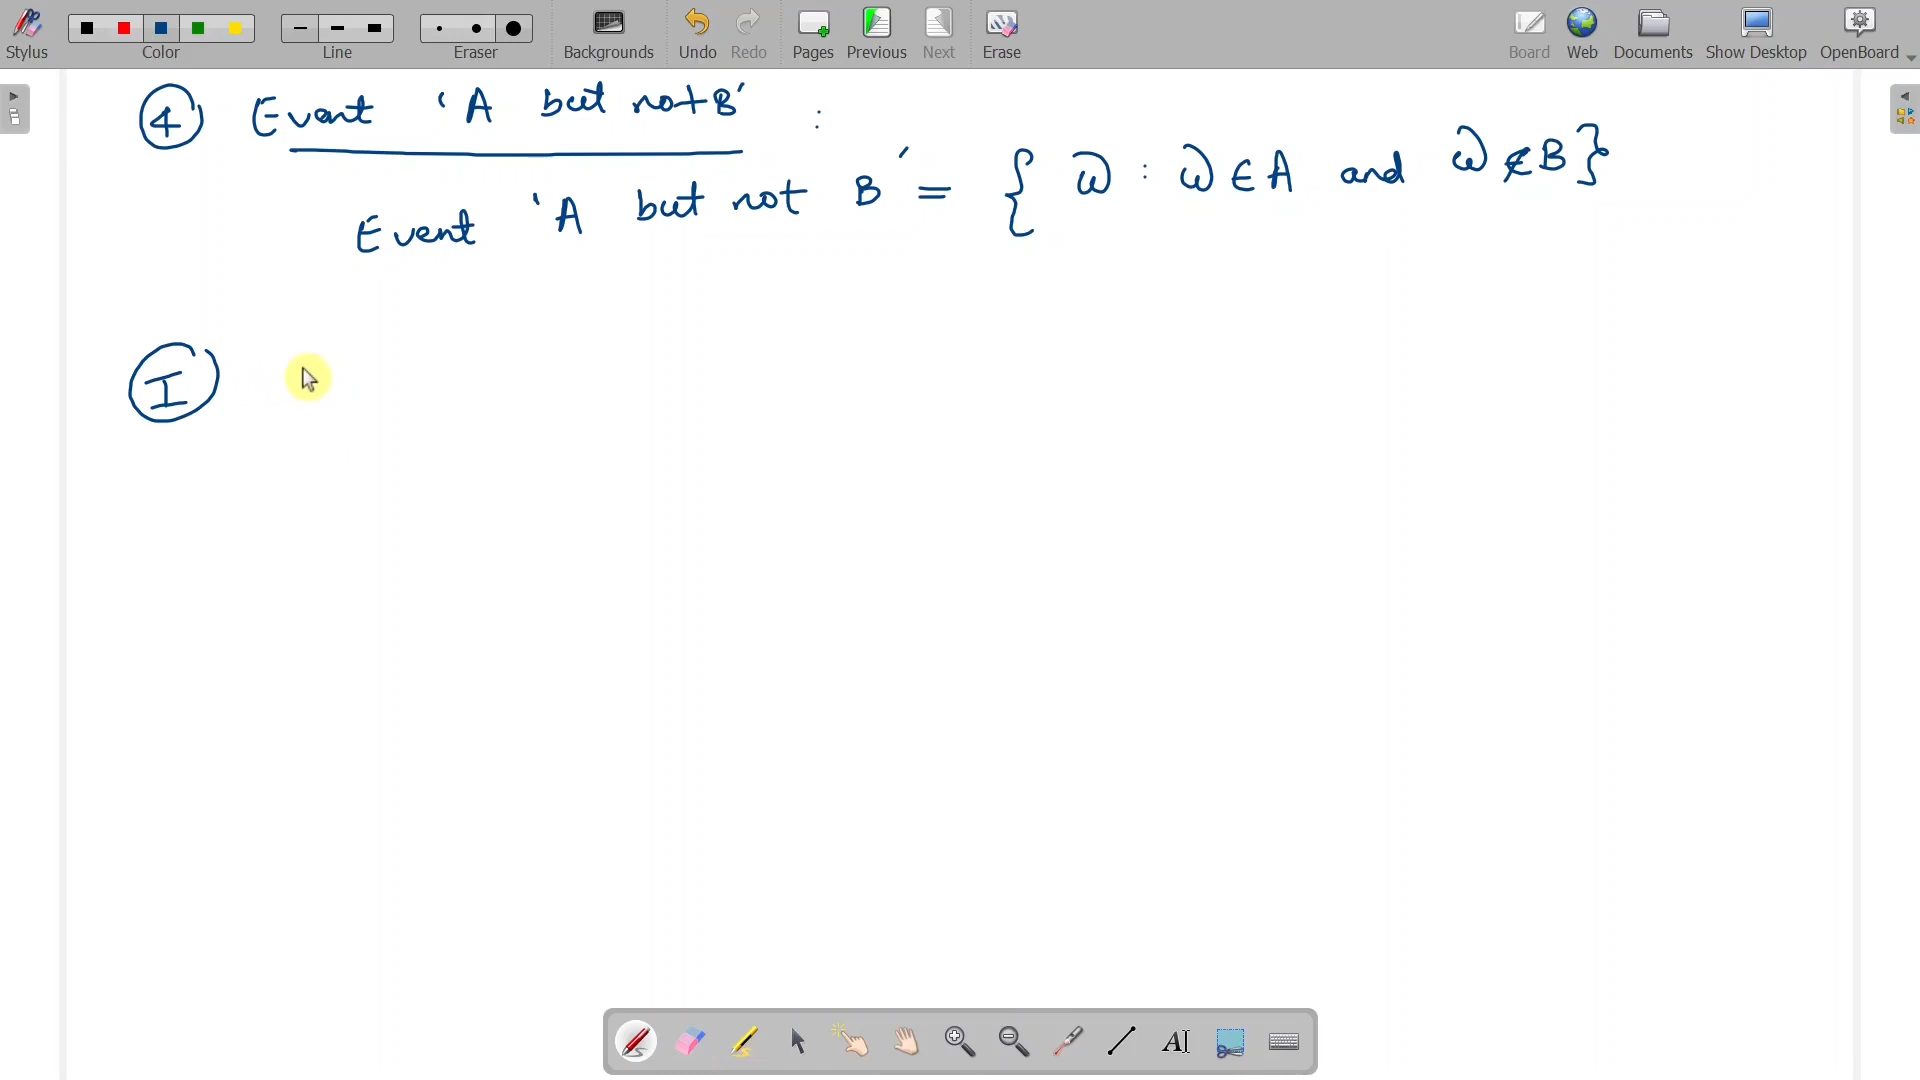 Stylus Color Line Eraser Backgrounds Undo Redo Pages Previous Next Erase Board Web Documents Show Desktop OpenBoard
④ Event 'A but not B' :
Event 'A but not B' = { ω : ω ∈ A and ω ∉ B }
Ⓘ
AI